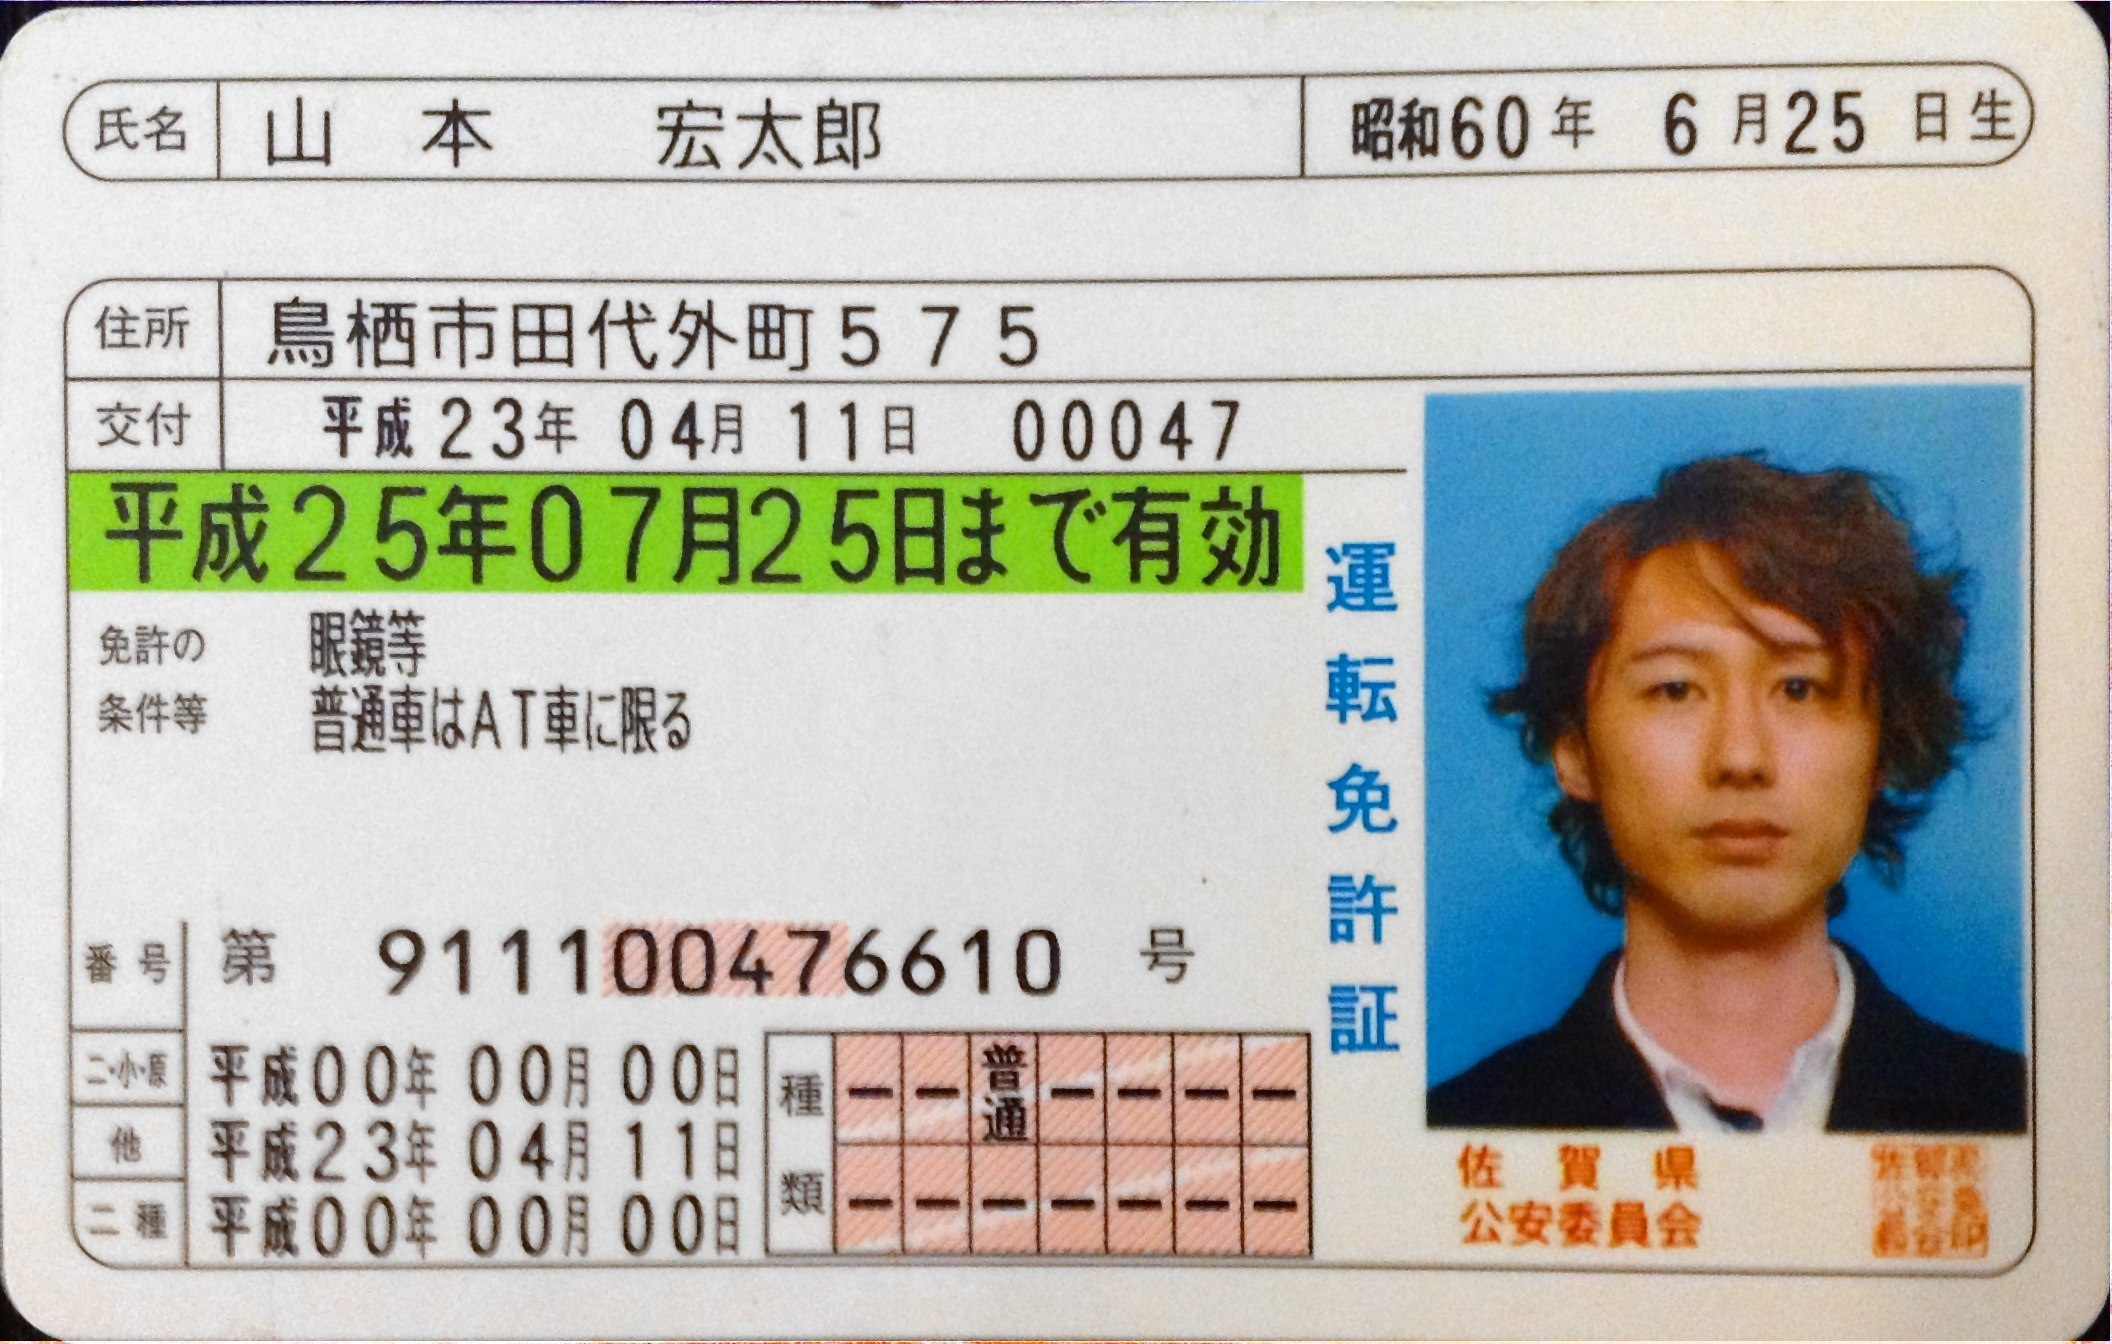 氏名 山本 宏太郎 昭和60年 6月25日生
住所 鳥栖市田代外町575
交付 平成23年04月11日 00047
平成25年07月25日まで有効
免許の 眼鏡等
条件等 普通車はAT車に限る
運転免許証
番号 第 911100476610 号
二・小・原 平成00年00月00日
他 平成23年04月11日
二種 平成00年00月00日
種類 — — 普通 — — — —
— — — — — — —
佐賀県
公安委員会